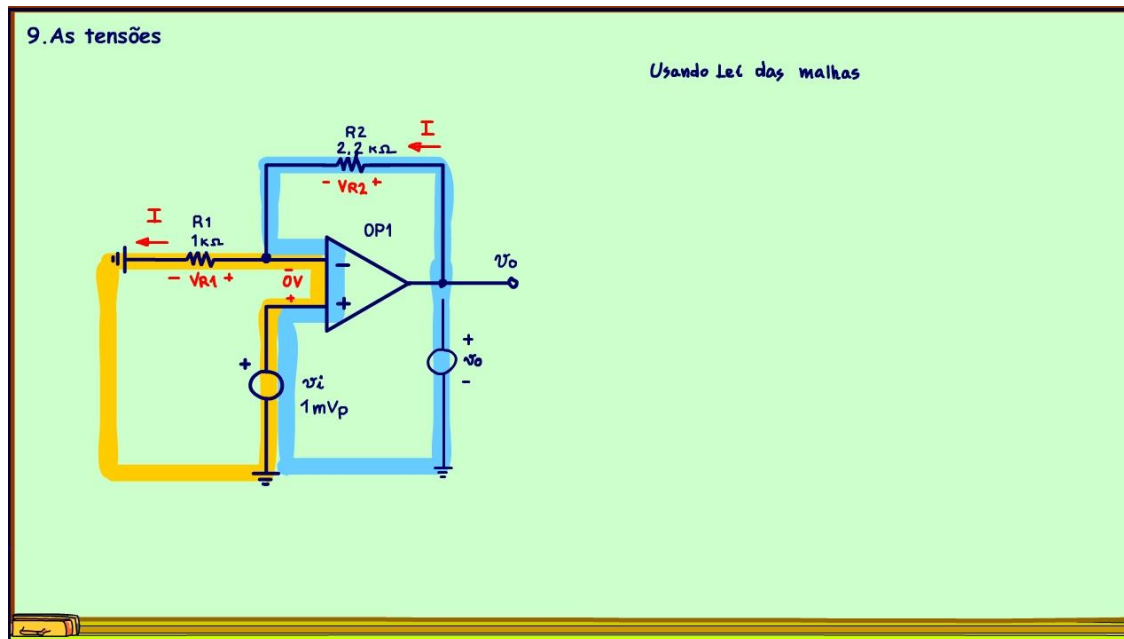 9.As tensões
Usando Lei das malhas
I
R2
2,2 KΩ
- VR2 +
I
R1
1KΩ
- VR1 +
OP1
-
0V
+
-
+
vo
+
vi
1mVp
+
vo
-